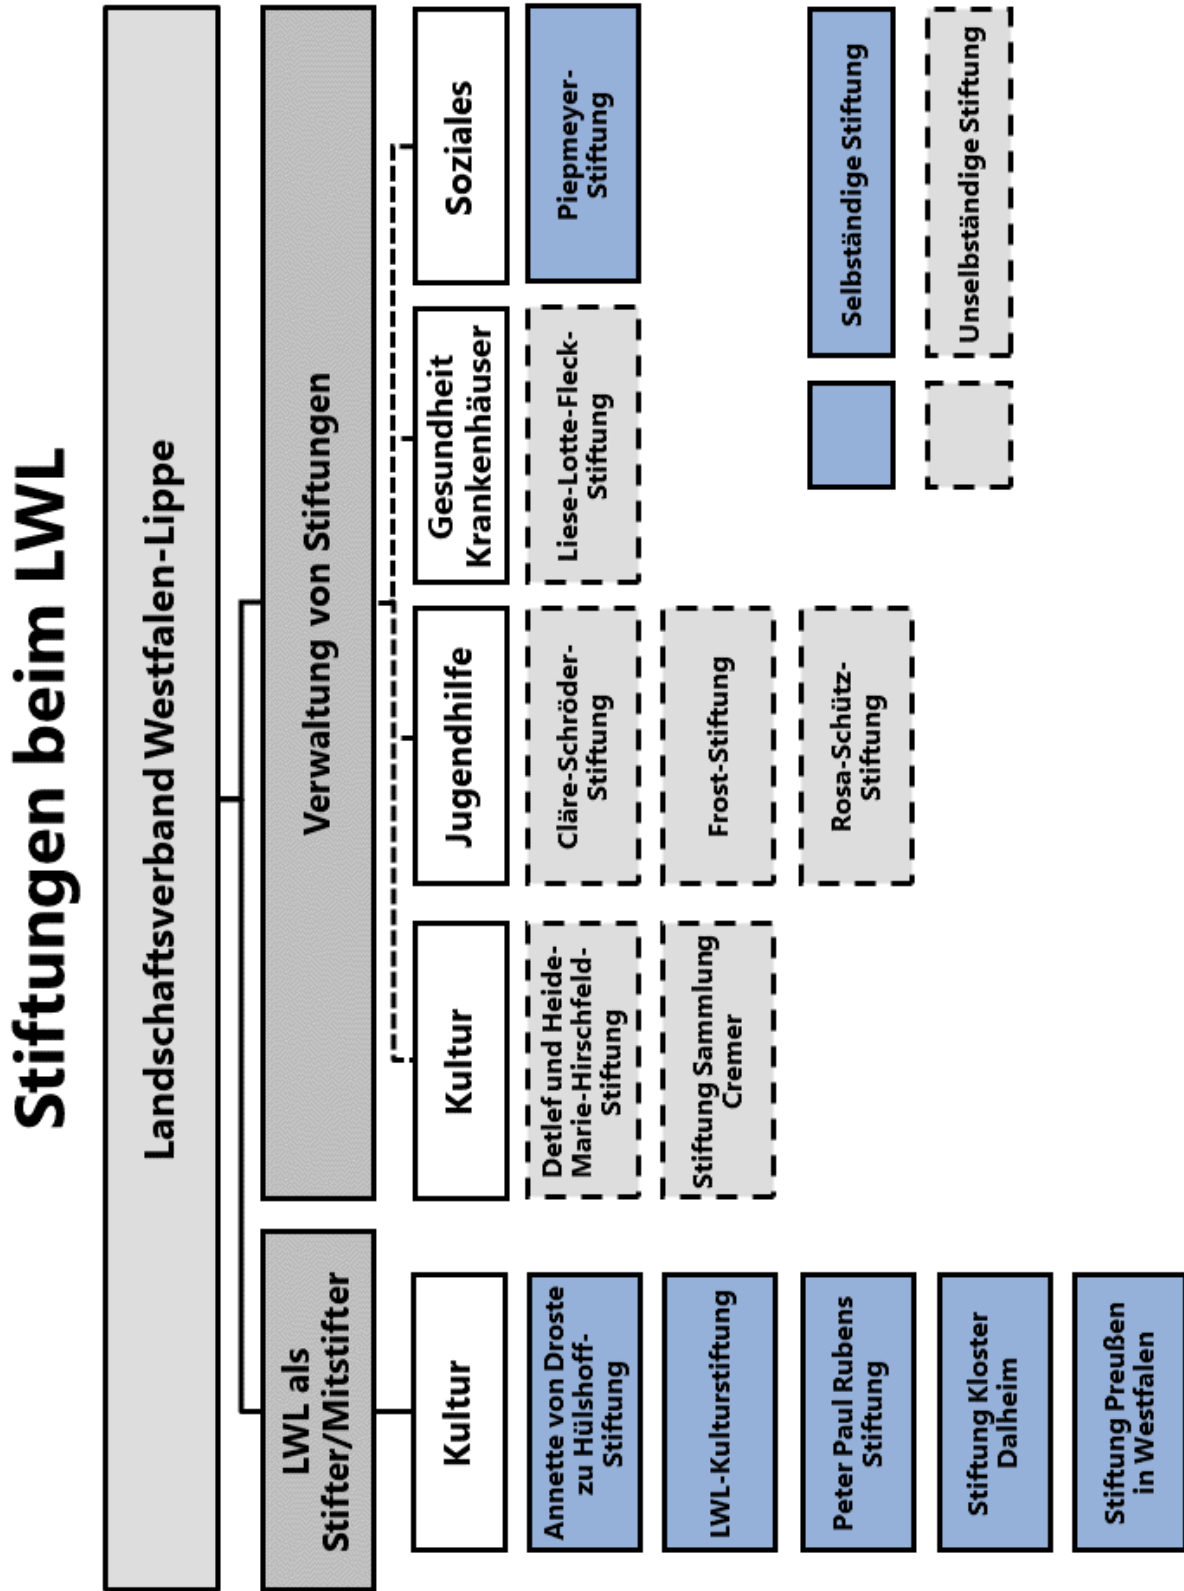 Stiftungen beim LWL
Landschaftsverband Westfalen-Lippe
LWL als
Stifter/Mitstifter
Verwaltung von Stiftungen
Kultur
Kultur
Jugendhilfe
Gesundheit
Krankenhäuser
Soziales
Annette von Droste
zu Hülshoff-
Stiftung
Detlef und Heide-
Marie-Hirschfeld-
Stiftung
Cläre-Schröder-
Stiftung
Liese-Lotte-Fleck-
Stiftung
Piepmeyer-
Stiftung
LWL-Kulturstiftung
Stiftung Sammlung
Cremer
Frost-Stiftung
Peter Paul Rubens
Stiftung
Rosa-Schütz-
Stiftung
Selbständige Stiftung
Stiftung Kloster
Dalheim
Unselbständige Stiftung
Stiftung Preußen
in Westfalen